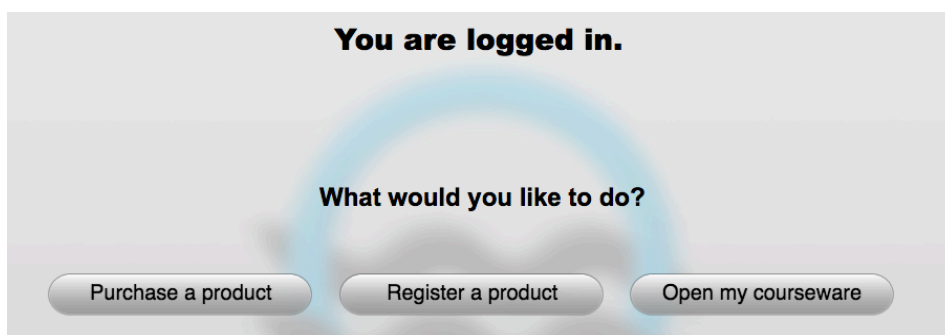 You are logged in.
What would you like to do?
Purchase a product Register a product Open my courseware